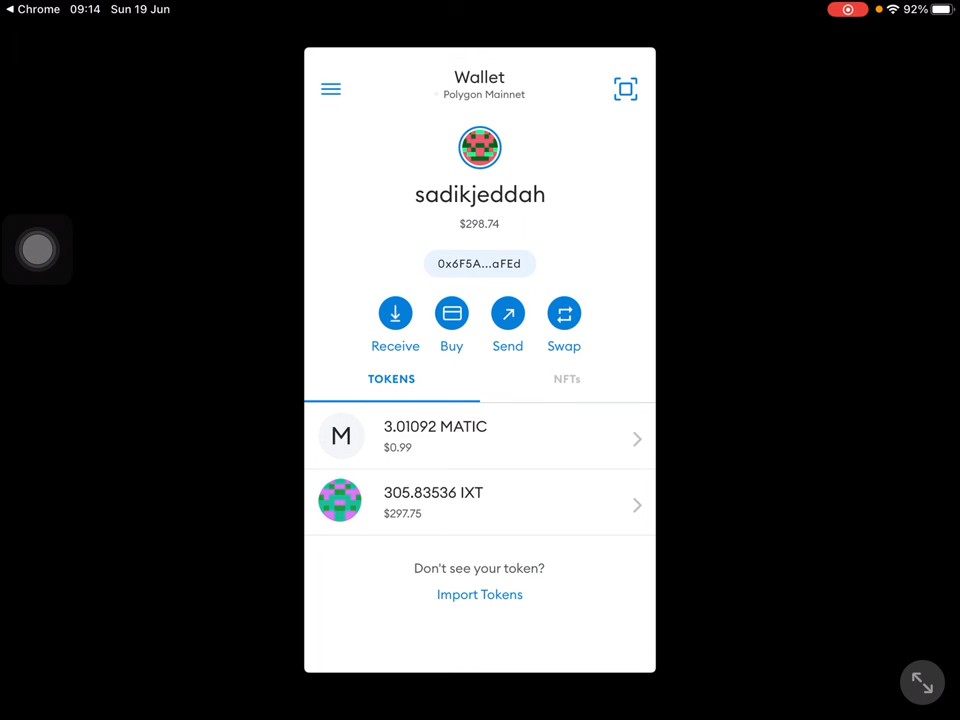 Chrome 09:14 Sun 19 Jun 92%
Wallet
Polygon Mainnet
sadikjeddah
$298.74
0x6F5A...aFEd
Receive Buy Send Swap
TOKENS NFTs
M 3.01092 MATIC
$0.99
305.83536 IXT
$297.75
Don't see your token?
Import Tokens